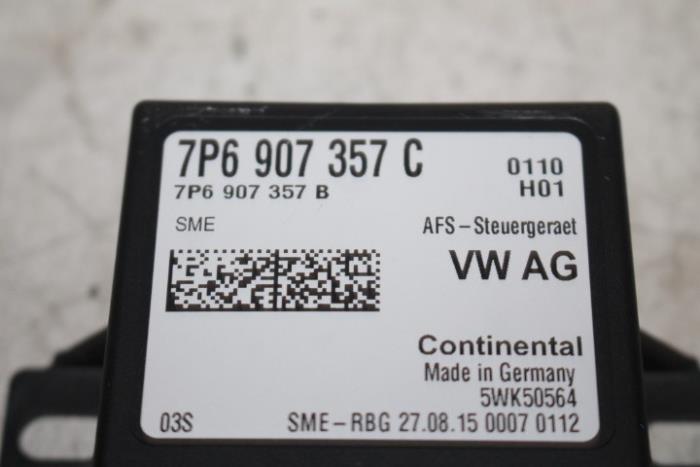 7P6 907 357 C
7P6 907 357 B
0110
H01
SME
AFS-Steuergeraet
VW AG
Continental
Made in Germany
5WK50564
03S
SME-RBG 27.08.15 0007 0112